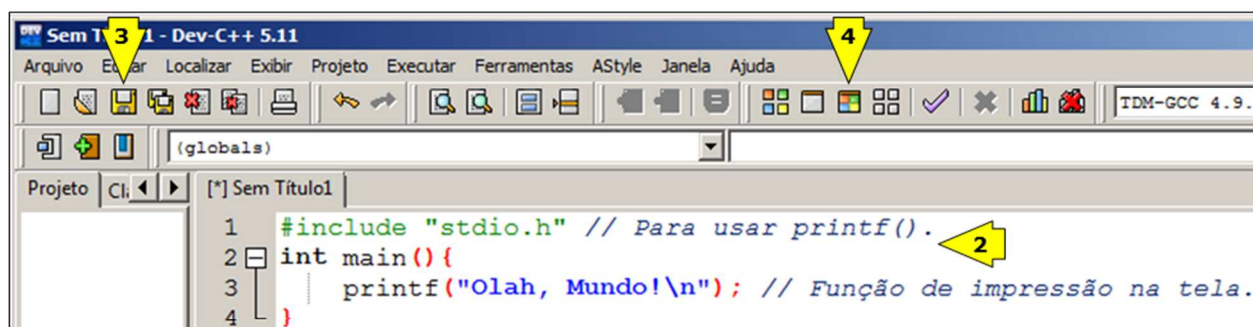 Sem T 1 - Dev-C++ 5.11
3
4
Arquivo Editar Localizar Exibir Projeto Executar Ferramentas AStyle Janela Ajuda
TDM-GCC 4.9.
(globals)
Projeto Cl [*] Sem Título1
1 #include "stdio.h" // Para usar printf().
2
2 int main(){
3 printf("Olah, Mundo!\n"); // Função de impressão na tela.
4 }